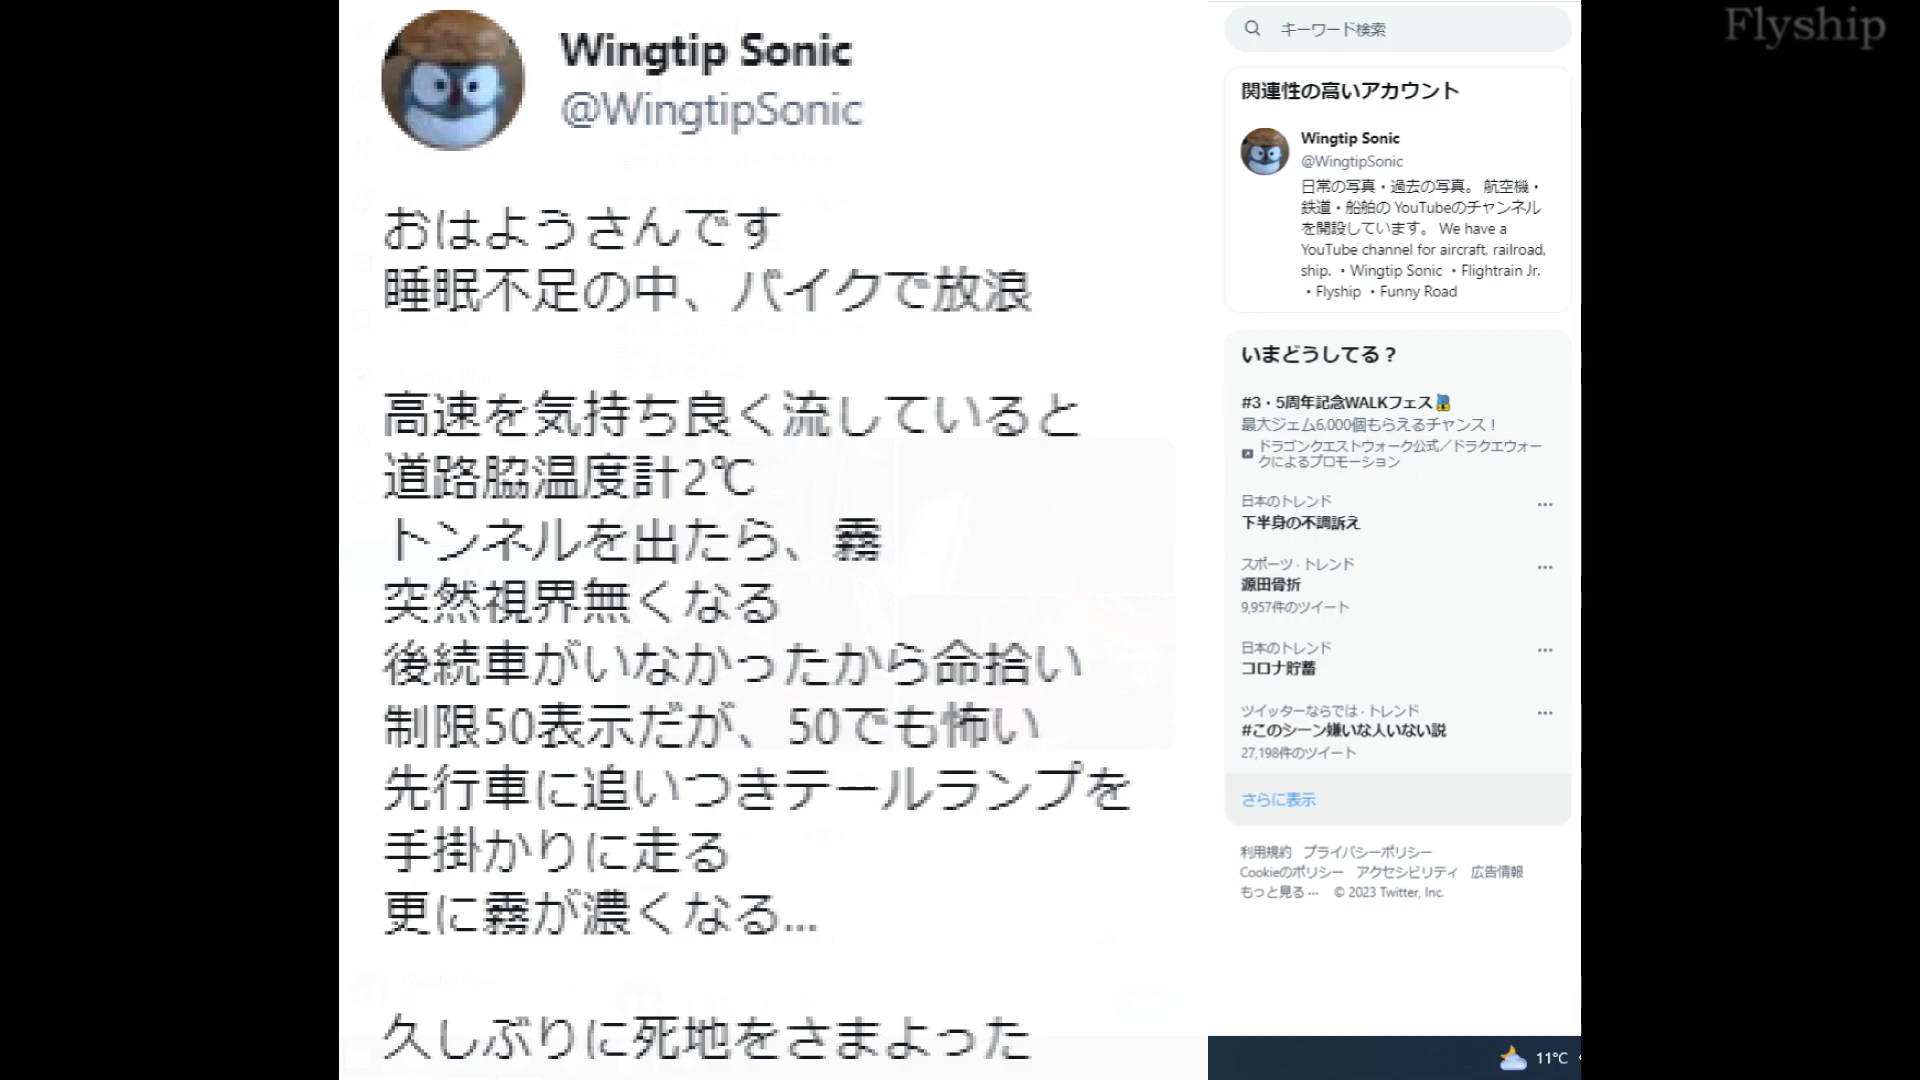 Flyship
Wingtip Sonic
@WingtipSonic
おはようさんです
睡眠不足の中、バイクで放浪
高速を気持ち良く流していると
道路脇温度計2℃
トンネルを出たら、霧
突然視界無くなる
後続車がいなかったから命拾い
制限50表示だが、50でも怖い
先行車に追いつきテールランプを
手掛かりに走る
更に霧が濃くなる...
久しぶりに死地をさまよった
キーワード検索
関連性の高いアカウント
Wingtip Sonic
@WingtipSonic
日常の写真・過去の写真。 航空機・
鉄道・船舶の YouTubeのチャンネル
を開設しています。 We have a
YouTube channel for aircraft, railroad,
ship. ・Wingtip Sonic ・Flightrain Jr.
・Flyship ・Funny Road
いまどうしてる？
#3・5周年記念WALKフェス
最大ジェム6,000個もらえるチャンス！
ドラゴンクエストウォーク公式／ドラクエウォー
クによるプロモーション
日本のトレンド
下半身の不調訴え
スポーツ · トレンド
源田骨折
9,957件のツイート
日本のトレンド
コロナ貯蓄
ツイッターならでは · トレンド
#このシーン嫌いな人いない説
27,198件のツイート
さらに表示
利用規約 プライバシーポリシー
Cookieのポリシー アクセシビリティ 広告情報
もっと見る ··· © 2023 Twitter, Inc.
11°C